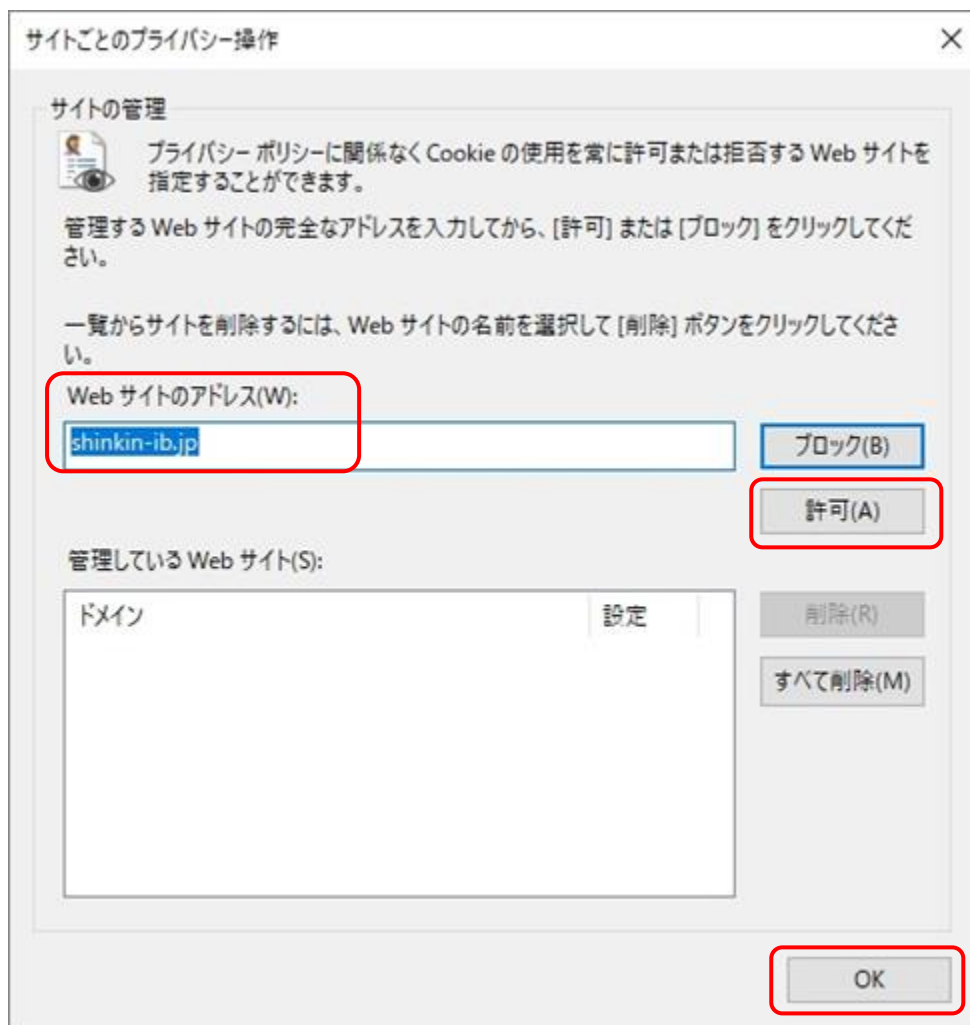 サイトごとのプライバシー操作
サイトの管理
プライバシー ポリシーに関係なく Cookie の使用を常に許可または拒否する Web サイトを
指定することができます。
管理する Web サイトの完全なアドレスを入力してから、[許可] または [ブロック] をクリックしてくだ
さい。
一覧からサイトを削除するには、Web サイトの名前を選択して [削除] ボタンをクリックしてくださ
い。
Web サイトのアドレス(W):
shinkin-ib.jp
ブロック(B)
許可(A)
管理している Web サイト(S):
ドメイン 設定
削除(R)
すべて削除(M)
OK